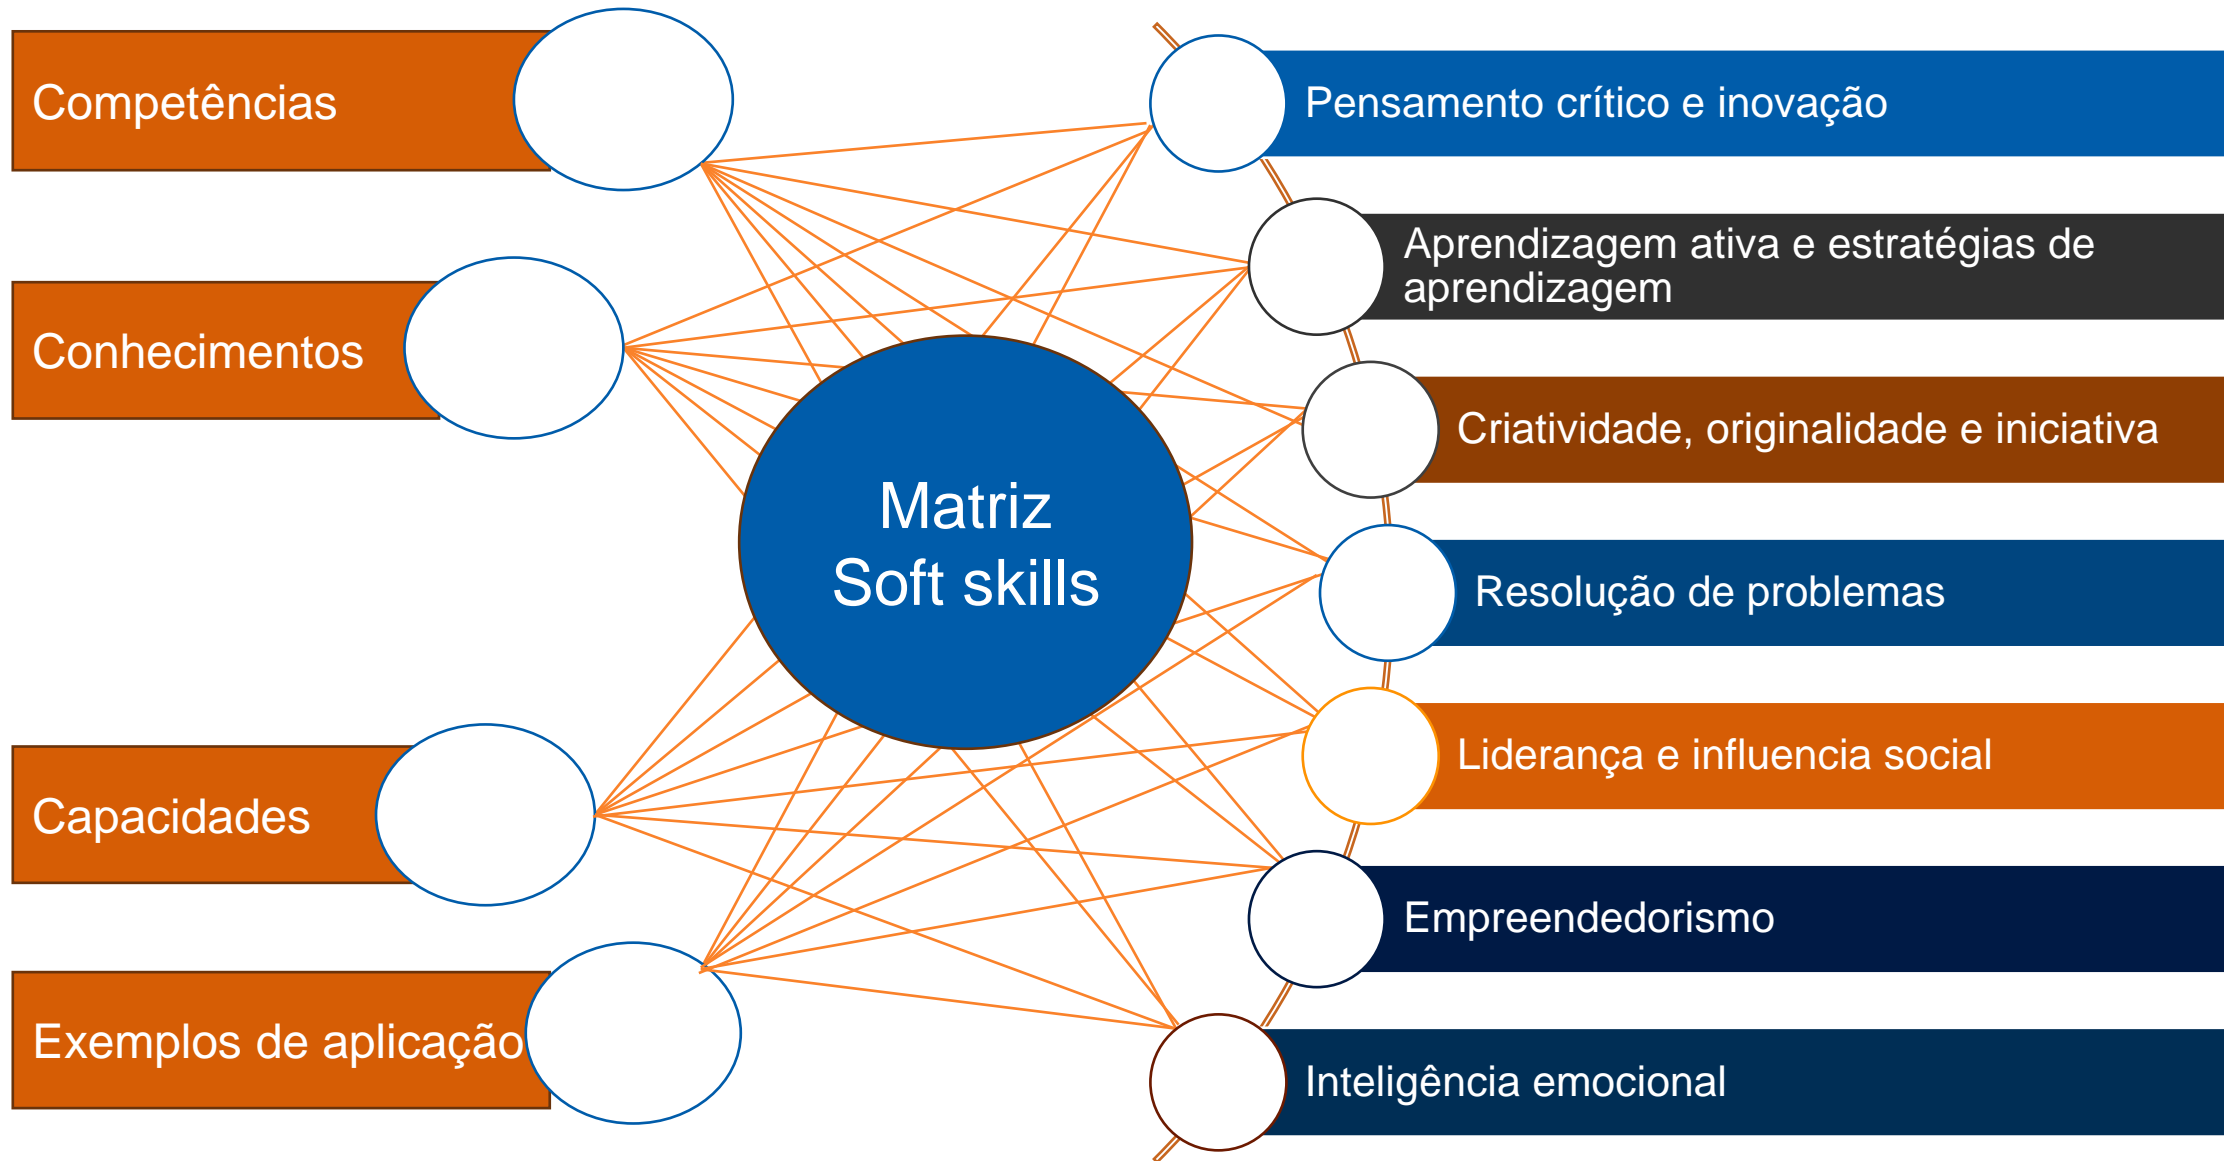 Competências
Conhecimentos
Capacidades
Exemplos de aplicação
Matriz
Soft skills
Pensamento crítico e inovação
Aprendizagem ativa e estratégias de
aprendizagem
Criatividade, originalidade e iniciativa
Resolução de problemas
Liderança e influencia social
Empreendedorismo
Inteligência emocional